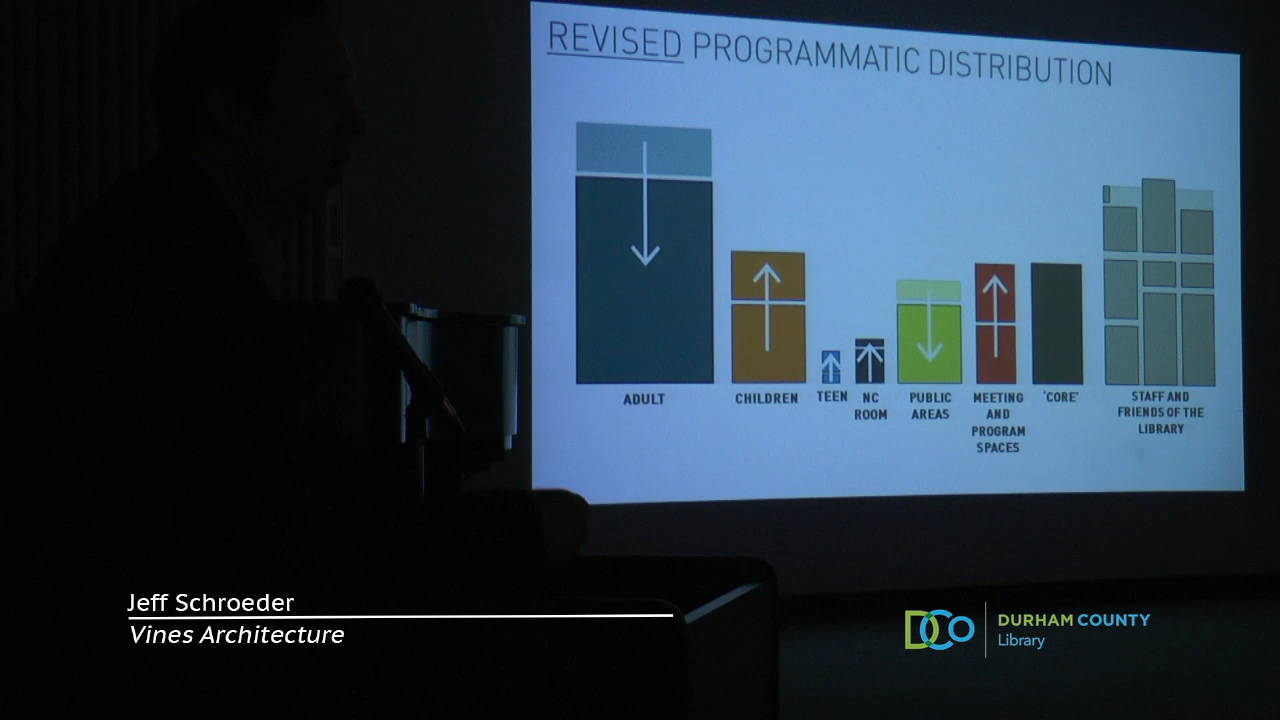 REVISED PROGRAMMATIC DISTRIBUTION
ADULT
CHILDREN
TEEN
NC
ROOM
PUBLIC
AREAS
MEETING
AND
PROGRAM
SPACES
'CORE'
STAFF AND
FRIENDS OF THE
LIBRARY
Jeff Schroeder
Vines Architecture
DCo
DURHAM COUNTY
Library